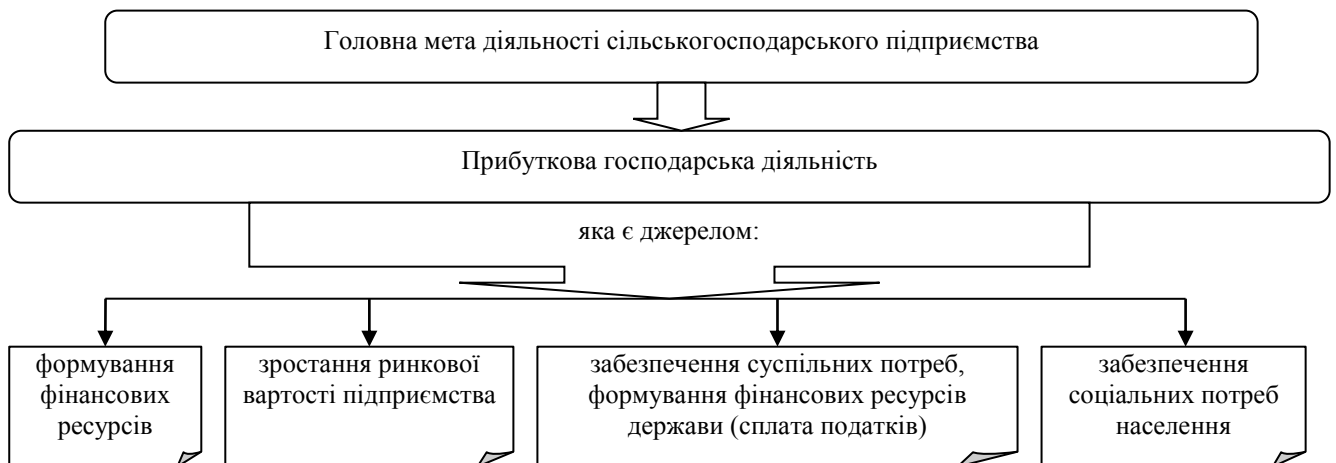 Головна мета діяльності сільськогосподарського підприємства
Прибуткова господарська діяльність
яка є джерелом:
формування
фінансових
ресурсів
зростання ринкової
вартості підприємства
забезпечення суспільних потреб,
формування фінансових ресурсів
держави (сплата податків)
забезпечення
соціальних потреб
населення